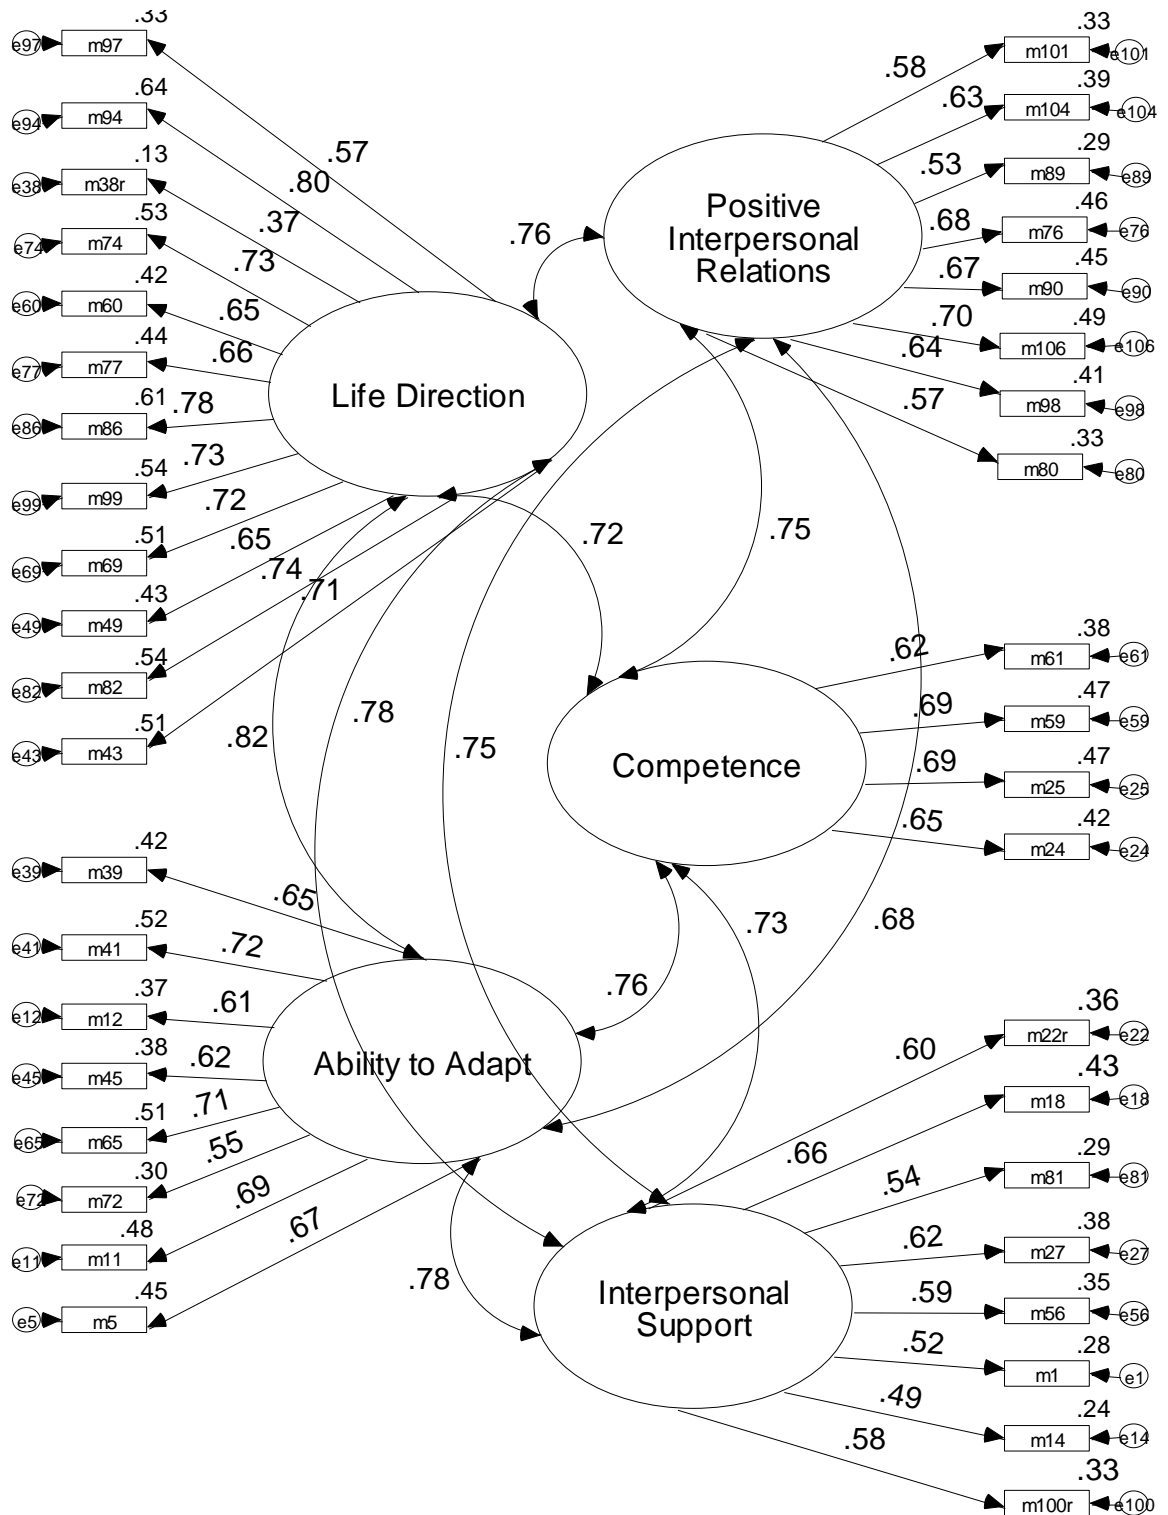 .33
e97 m97
.64
e94 m94
.13
e38 m38r
.53
e74 m74
.42
e60 m60
.44
e77 m77
.61
e86 m86
.54
e99 m99
.51
e69 m69
.43
e49 m49
.54
e82 m82
.51
e43 m43
.57
.80
.37
.73
.65
.66
.78
.73
.72
.65
.74
.71
Life Direction
.76
Positive
Interpersonal
Relations
.58
.63
.53
.68
.67
.70
.64
.57
.33
m101 e101
.39
m104 e104
.29
m89 e89
.46
m76 e76
.45
m90 e90
.49
m106 e106
.41
m98 e98
.33
m80 e80
.72
.75
.82
.78
.75
Competence
.62
.69
.69
.65
.38
m61 e61
.47
m59 e59
.47
m25 e25
.42
m24 e24
.73
.68
.76
.42
e39 m39
.52
e41 m41
.37
e12 m12
.38
e45 m45
.51
e65 m65
.30
e72 m72
.48
e11 m11
.45
e5 m5
.65
.72
.61
.62
.71
.55
.69
.67
Ability to Adapt
.78
Interpersonal
Support
.60
.66
.54
.62
.59
.52
.49
.58
.36
m22r e22
.43
m18 e18
.29
m81 e81
.38
m27 e27
.35
m56 e56
.28
m1 e1
.24
m14 e14
.33
m100r e100